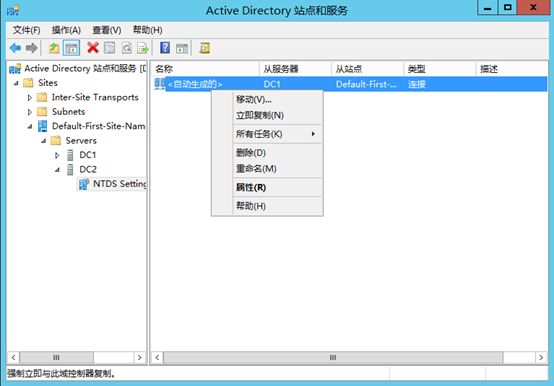 Active Directory 站点和服务
文件(F) 操作(A) 查看(V) 帮助(H)
Active Directory 站点和服务 [D
Sites
Inter-Site Transports
Subnets
Default-First-Site-Nam
Servers
DC1
DC2
NTDS Setting
名称 从服务器 从站点 类型 描述
<自动生成的> DC1 Default-First-... 连接
移动(V)...
立即复制(N)
所有任务(K)
删除(D)
重命名(M)
属性(R)
帮助(H)
强制立即与此域控制器复制。